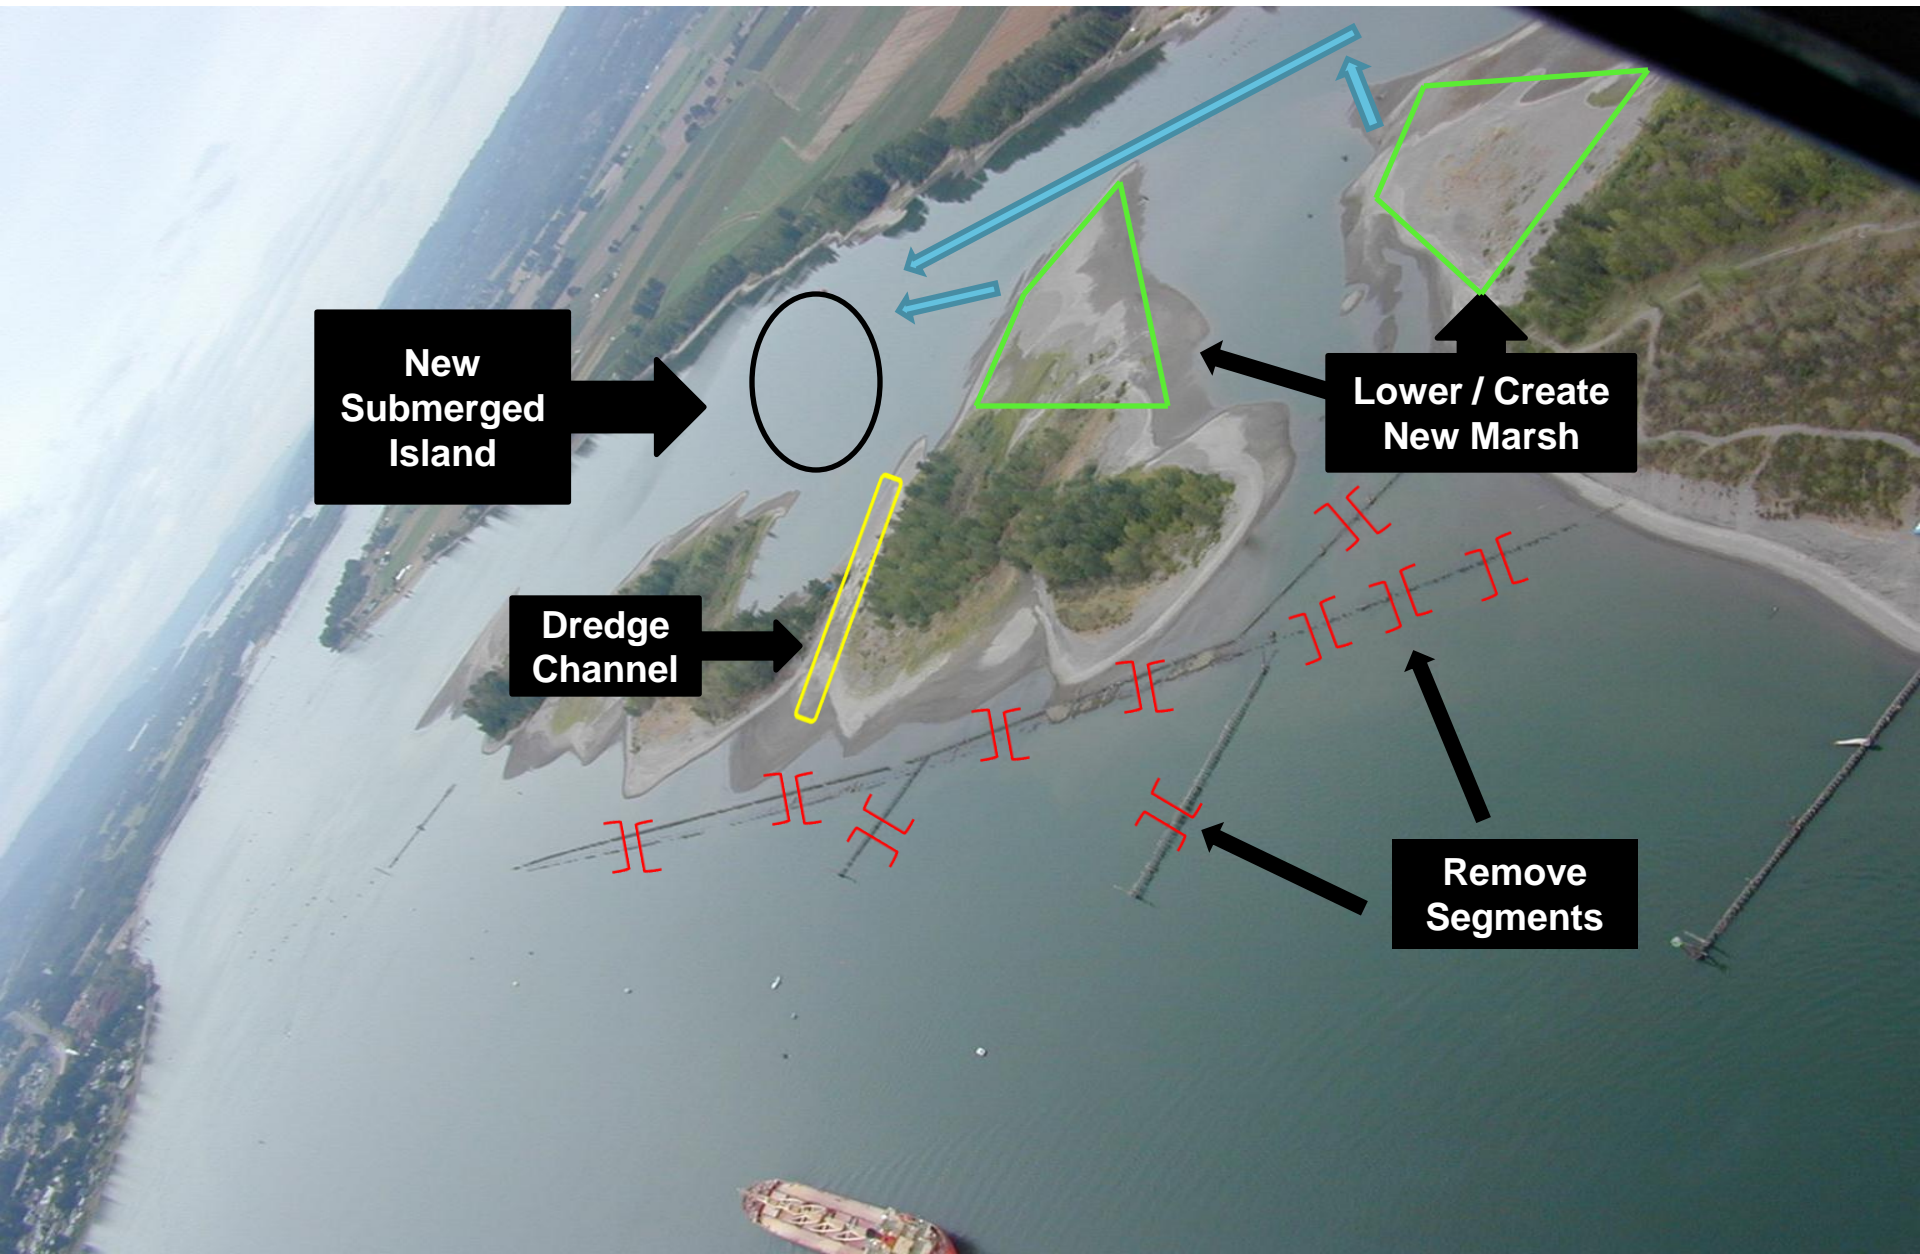 New
Submerged
Island
Lower / Create
New Marsh
Dredge
Channel
Remove
Segments